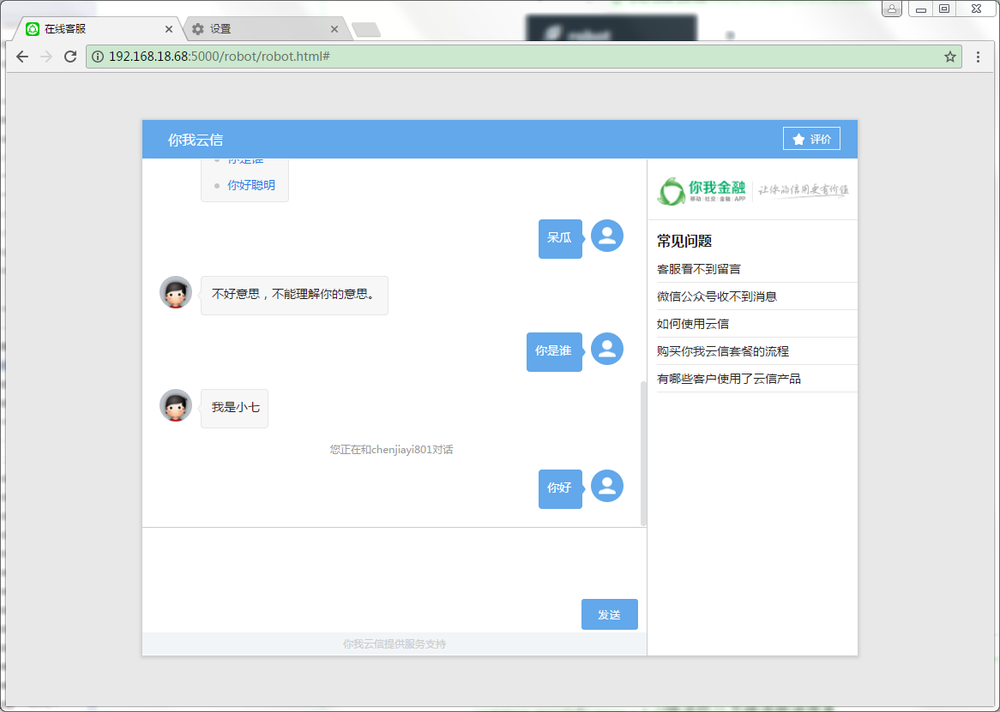 在线客服
设置
192.168.18.68:5000/robot/robot.html#
你我云信
评价
你是谁
你好聪明
呆瓜
不好意思，不能理解你的意思。
你是谁
我是小七
您正在和chenjiayi801对话
你好
发送
你我云信提供服务支持
你我金融
移动 社交 金融 APP
让你的信用更有价值
常见问题
客服看不到留言
微信公众号收不到消息
如何使用云信
购买你我云信套餐的流程
有哪些客户使用了云信产品